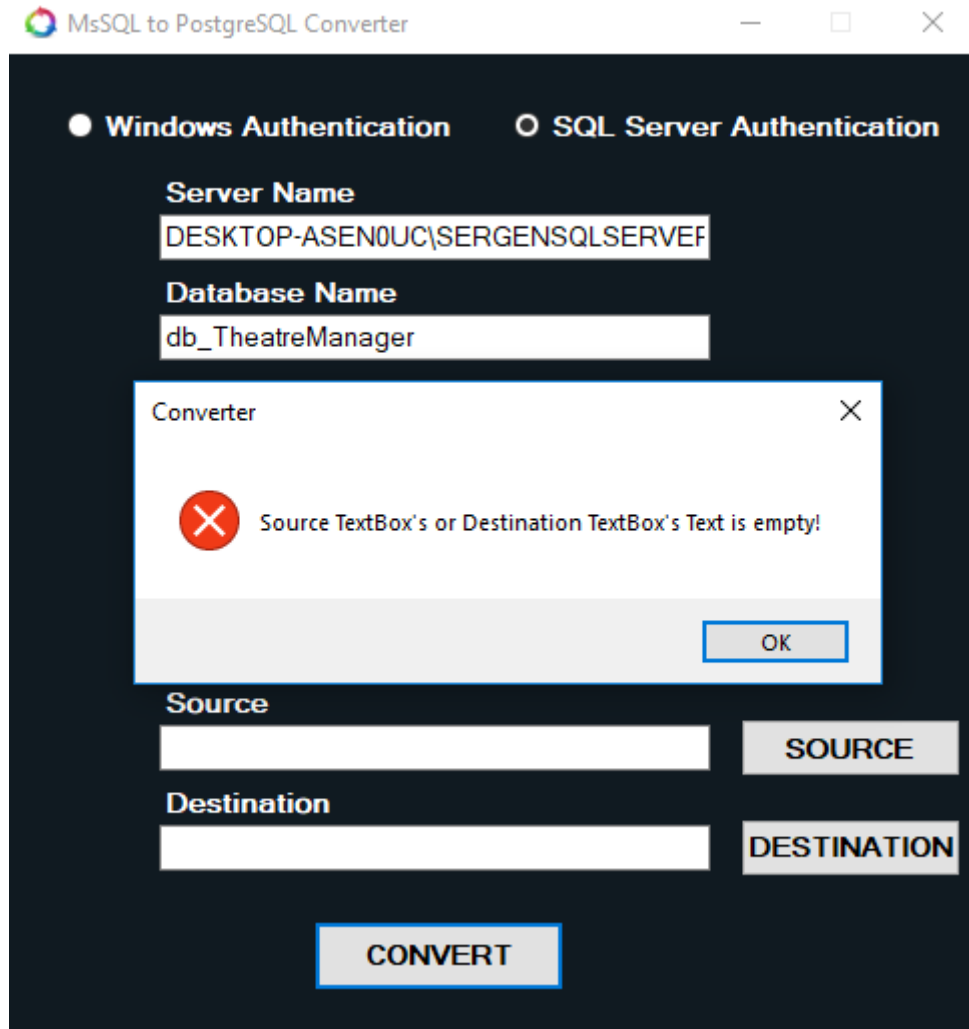 MsSQL to PostgreSQL Converter
Windows Authentication SQL Server Authentication
Server Name
DESKTOP-ASEN0UC\SERGENSQLSERVER
Database Name
db_TheatreManager
Converter
Source TextBox's or Destination TextBox's Text is empty!
OK
Source
SOURCE
Destination
DESTINATION
CONVERT